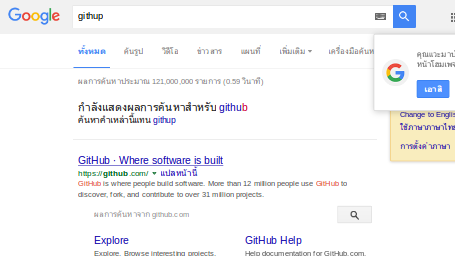 Google githup
ทั้งหมด ค้นรูป วิดีโอ ข่าวสาร แผนที่ เพิ่มเติม เครื่องมือค้นห
ผลการค้นหาประมาณ 121,000,000 รายการ (0.59 วินาที)
กำลังแสดงผลการค้นหาสำหรับ github
ค้นหาคำเหล่านี้แทน githup
GitHub · Where software is built
https://github.com/ แปลหน้านี้
GitHub is where people build software. More than 12 million people use GitHub to
discover, fork, and contribute to over 31 million projects.
ผลการค้นหาจาก github.com
Explore
Explore. Browse interesting projects,
GitHub Help
Help documentation for GitHub.com.
คุณแวะมาบ
หน้าโฮมเพจ
เอาสิ
Change to Englis
ใช้ภาษาภาษาไทย
การตั้งค่าภาษา